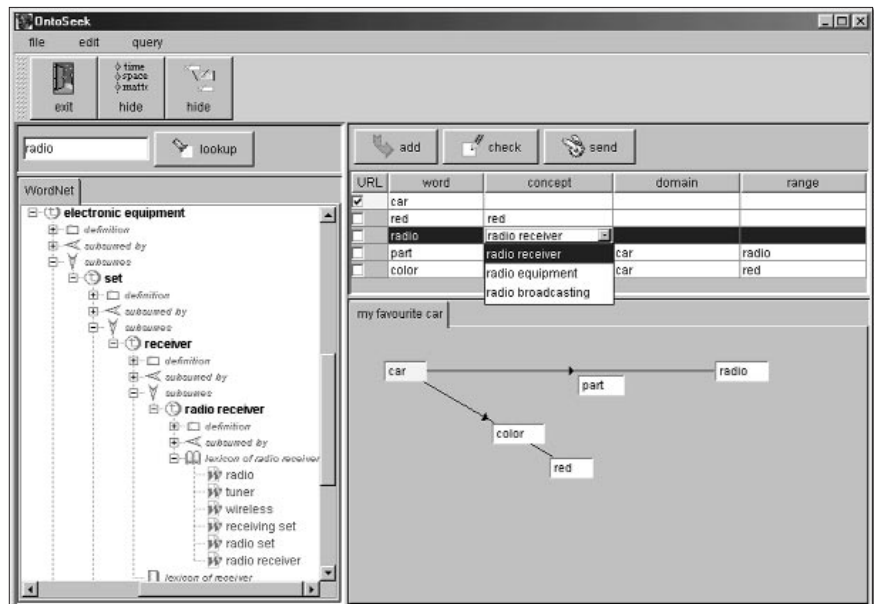 OntoSeek
file edit query
time
space
matte
exit hide hide
radio lookup
WordNet
electronic equipment
definition
subsumed by
subsumes
set
definition
subsumed by
subsumes
receiver
definition
subsumed by
subsumes
radio receiver
definition
subsumed by
lexicon of radio receiver
radio
tuner
wireless
receiving set
radio set
radio receiver
lexicon of receiver
add check send
URL word concept domain range
car
red red
radio radio receiver
part radio receiver car radio
color radio equipment car red
radio broadcasting
my favourite car
car radio
part
color
red